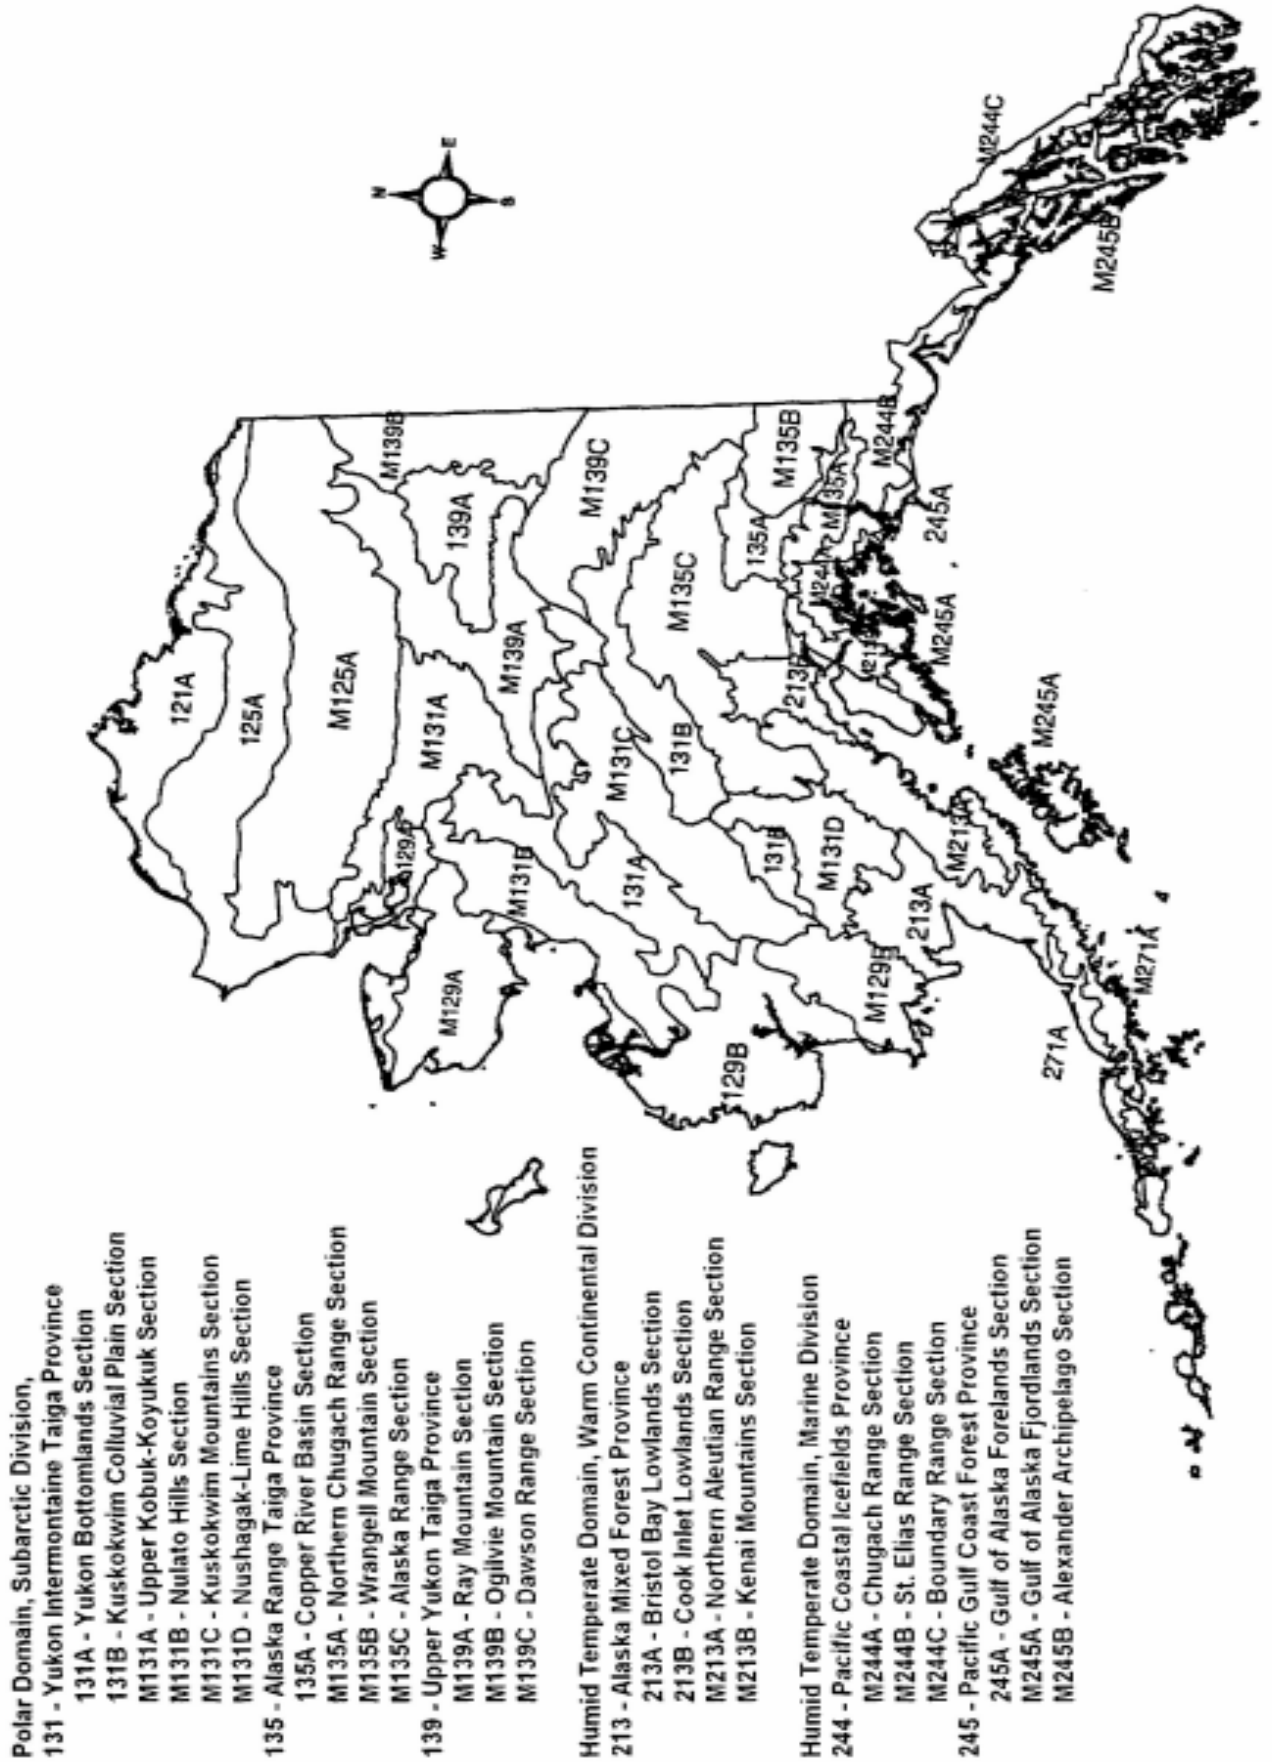 Polar Domain, Subarctic Division,
131 - Yukon Intermontaine Taiga Province
131A - Yukon Bottomlands Section
131B - Kuskokwim Colluvial Plain Section
M131A - Upper Kobuk-Koyukuk Section
M131B - Nulato Hills Section
M131C - Kuskokwim Mountains Section
M131D - Nushagak-Lime Hills Section
135 - Alaska Range Taiga Province
135A - Copper River Basin Section
M135A - Northern Chugach Range Section
M135B - Wrangell Mountain Section
M135C - Alaska Range Section
139 - Upper Yukon Taiga Province
M139A - Ray Mountain Section
M139B - Ogilvie Mountain Section
M139C - Dawson Range Section
Humid Temperate Domain, Warm Continental Division
213 - Alaska Mixed Forest Province
213A - Bristol Bay Lowlands Section
213B - Cook Inlet Lowlands Section
M213A - Northern Aleutian Range Section
M213B - Kenai Mountains Section
Humid Temperate Domain, Marine Division
244 - Pacific Coastal Icefields Province
M244A - Chugach Range Section
M244B - St. Elias Range Section
M244C - Boundary Range Section
245 - Pacific Gulf Coast Forest Province
245A - Gulf of Alaska Forelands Section
M245A - Gulf of Alaska Fjordlands Section
M245B - Alexander Archipelago Section
N
W
E
S
121A
125A
M125A
M139B
139A
M131A
M139A
129A
M129A
M131B
M139C
M131C
131A
131B
M135C
M135B
135A
129B
131B
M131D
213B
M135A
M244A
M244B
M129B
213A
M213A
M213B
245A
M245A
M245A
271A
M271A
M244C
M245B